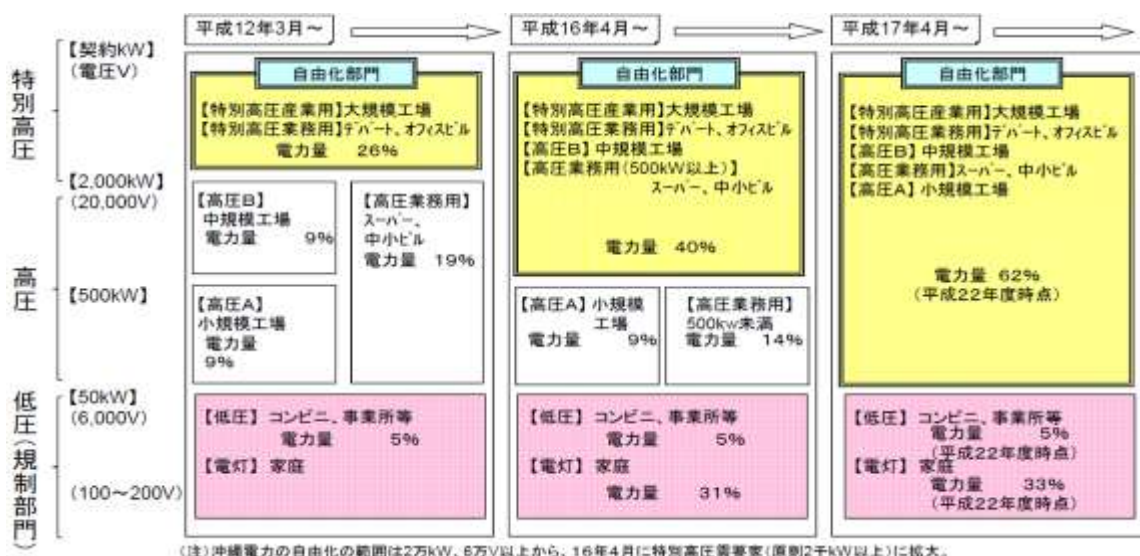 平成12年3月～
平成16年4月～
平成17年4月～
特別高圧
高圧
低圧(規制部門)
【契約kW】
(電圧V)
【2,000kW】
(20,000V)
【500kW】
【50kW】
(6,000V)
(100～200V)
自由化部門
【特別高圧産業用】大規模工場
【特別高圧業務用】デパート、オフィスビル
電力量 26%
【高圧B】
中規模工場
電力量 9%
【高圧業務用】
スーパー、
中小ビル
電力量 19%
【高圧A】
小規模工場
電力量
9%
【低圧】 コンビニ、事業所等
電力量 5%
【電灯】 家庭
自由化部門
【特別高圧産業用】大規模工場
【特別高圧業務用】デパート、オフィスビル
【高圧B】中規模工場
【高圧業務用(500kW以上)】
スーパー、中小ビル
電力量 40%
【高圧A】小規模
工場
電力量 9%
【高圧業務用】
500kw未満
電力量 14%
【低圧】 コンビニ、事業所等
電力量 5%
【電灯】 家庭
電力量 31%
自由化部門
【特別高圧産業用】大規模工場
【特別高圧業務用】デパート、オフィスビル
【高圧B】中規模工場
【高圧業務用】スーパー、中小ビル
【高圧A】小規模工場
電力量 62%
(平成22年度時点)
【低圧】 コンビニ、事業所等
電力量 5%
(平成22年度時点)
【電灯】 家庭
電力量 33%
(平成22年度時点)
(注)沖縄電力の自由化の範囲は2万kW、6万V以上から、16年4月に特別高圧需要家(原則2千kW以上)に拡大。